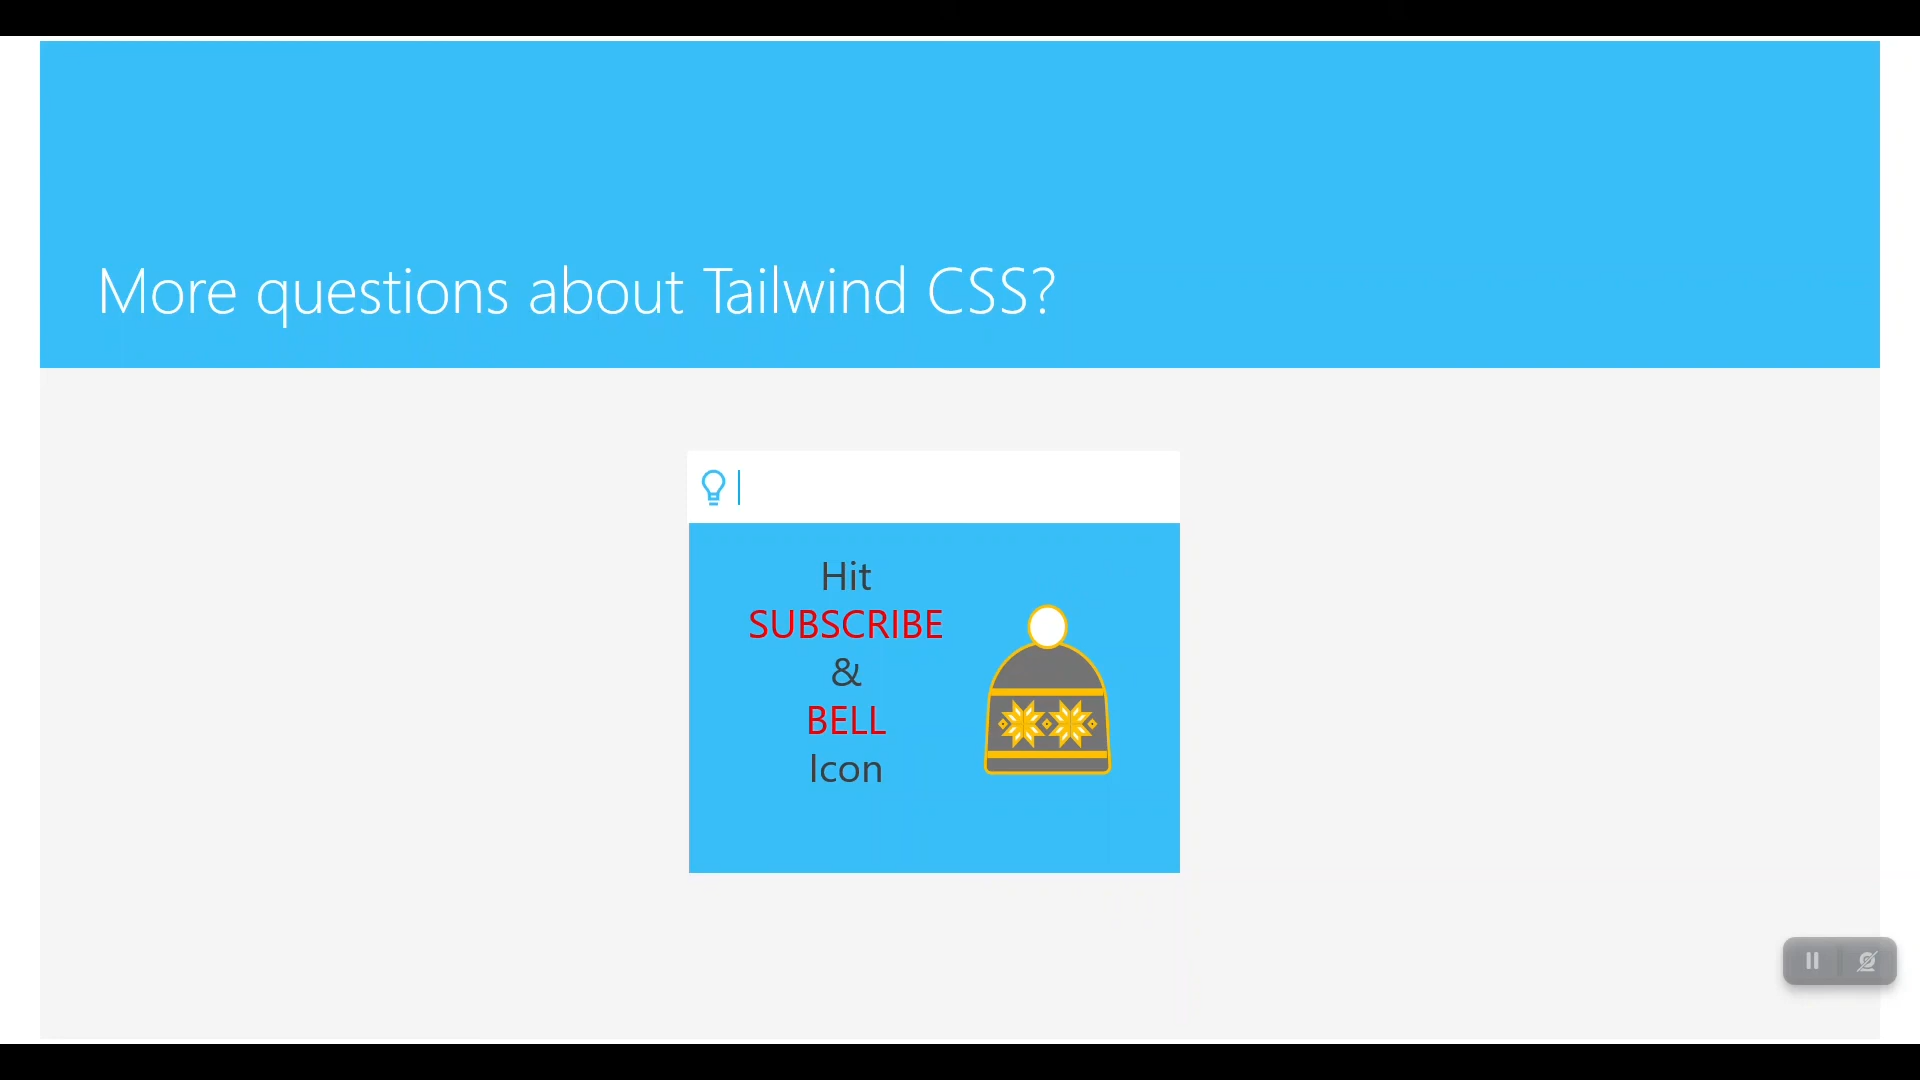 More questions about Tailwind CSS?
Hit
SUBSCRIBE
&
BELL
Icon